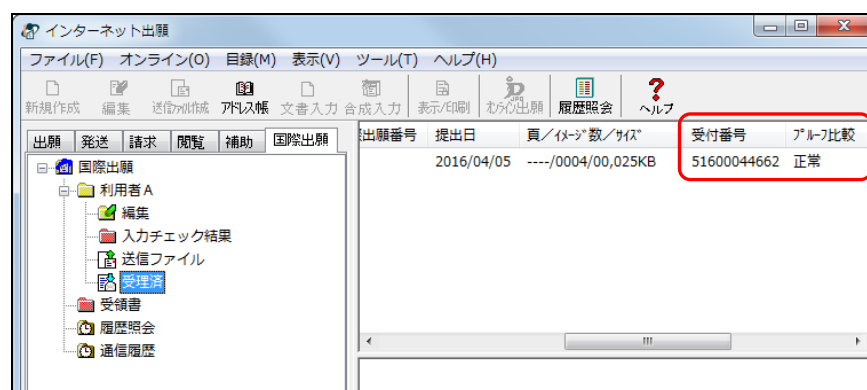 インターネット出願
ファイル(F) オンライン(O) 目録(M) 表示(V) ツール(T) ヘルプ(H)
新規作成 編集 送信ﾌｧｲﾙ作成 ｱﾄﾞﾚｽ帳 文書入力 合成入力 表示/印刷 ｵﾝﾗｲﾝ出願 履歴照会 ヘルプ
出願 発送 請求 閲覧 補助 国際出願
出願番号 提出日 頁／ｲﾒｰｼﾞ数／ｻｲｽﾞ 受付番号 ﾌﾟﾙｰﾌ比較
2016/04/05 ----/0004/00,025KB 51600044662 正常
国際出願
利用者Ａ
編集
入力チェック結果
送信ファイル
受理済
受領書
履歴照会
通信履歴